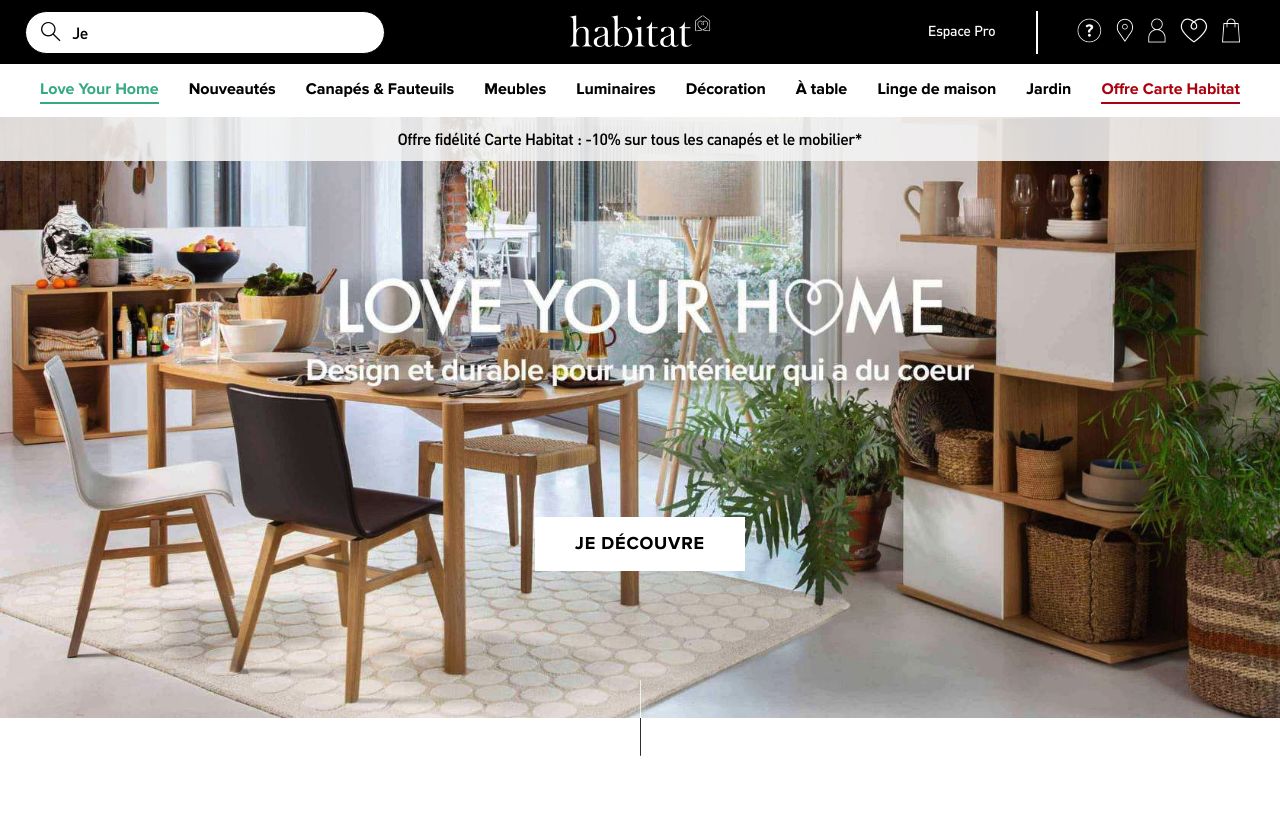 Je
habitat
Espace Pro
?
Love Your Home
Nouveautés
Canapés & Fauteuils
Meubles
Luminaires
Décoration
À table
Linge de maison
Jardin
Offre Carte Habitat
Offre fidélité Carte Habitat : -10% sur tous les canapés et le mobilier*
LOVE YOUR HOME
Design et durable pour un intérieur qui a du coeur
JE DÉCOUVRE